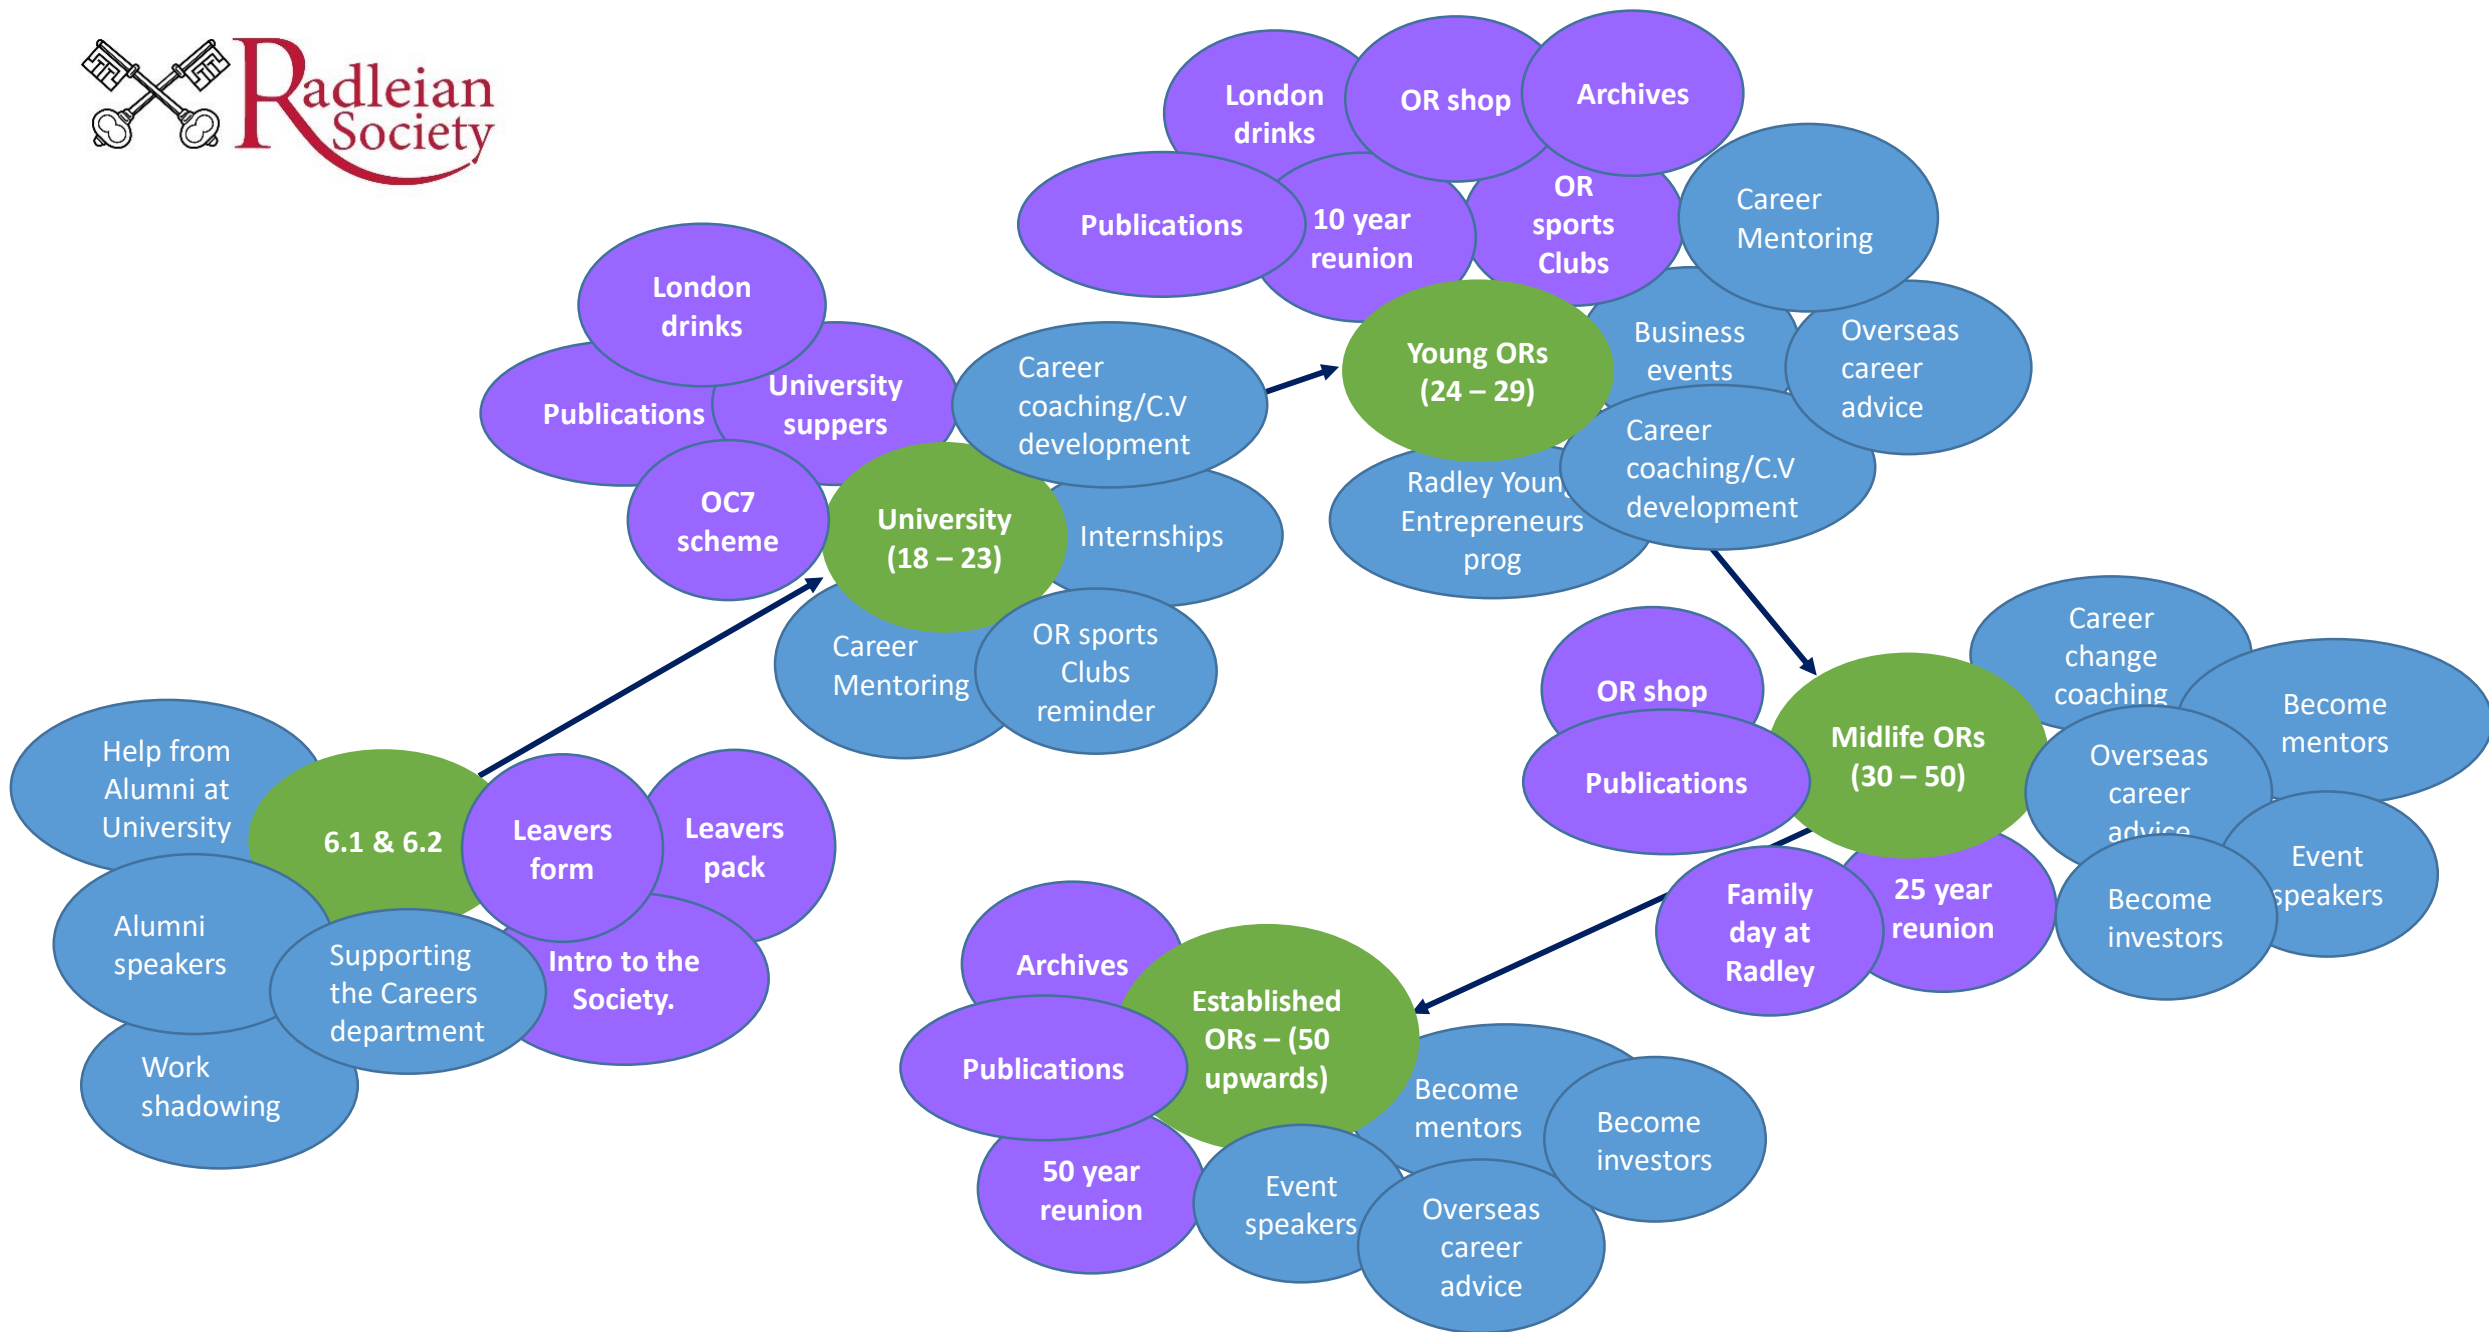 Radleian
Society
London
drinks
OR shop
Archives
Publications
10 year
reunion
OR
sports
Clubs
Career
Mentoring
Young ORs
(24 – 29)
Business
events
Overseas
career
advice
Radley Young
Entrepreneurs
prog
Career
coaching/C.V
development
London
drinks
Publications
University
suppers
OC7
scheme
University
(18 – 23)
Career
coaching/C.V
development
Internships
Career
Mentoring
OR sports
Clubs
reminder
Help from
Alumni at
University
6.1 & 6.2
Leavers
form
Leavers
pack
Alumni
speakers
Supporting
the Careers
department
Intro to the
Society.
Work
shadowing
OR shop
Publications
Midlife ORs
(30 – 50)
Career
change
coaching
Become
mentors
Overseas
career
advice
Event
speakers
Become
investors
Family
day at
Radley
25 year
reunion
Archives
Publications
Established
ORs – (50
upwards)
50 year
reunion
Event
speakers
Become
mentors
Become
investors
Overseas
career
advice